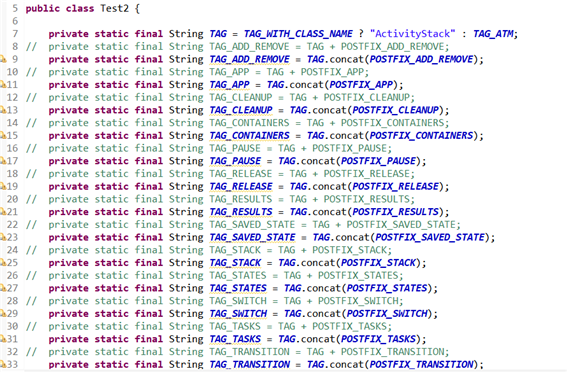 5 public class Test2 {
6
7 private static final String TAG = TAG_WITH_CLASS_NAME ? "ActivityStack" : TAG_ATM;
8 // private static final String TAG_ADD_REMOVE = TAG + POSTFIX_ADD_REMOVE;
9 private static final String TAG_ADD_REMOVE = TAG.concat(POSTFIX_ADD_REMOVE);
10 // private static final String TAG_APP = TAG + POSTFIX_APP;
11 private static final String TAG_APP = TAG.concat(POSTFIX_APP);
12 // private static final String TAG_CLEANUP = TAG + POSTFIX_CLEANUP;
13 private static final String TAG_CLEANUP = TAG.concat(POSTFIX_CLEANUP);
14 // private static final String TAG_CONTAINERS = TAG + POSTFIX_CONTAINERS;
15 private static final String TAG_CONTAINERS = TAG.concat(POSTFIX_CONTAINERS);
16 // private static final String TAG_PAUSE = TAG + POSTFIX_PAUSE;
17 private static final String TAG_PAUSE = TAG.concat(POSTFIX_PAUSE);
18 // private static final String TAG_RELEASE = TAG + POSTFIX_RELEASE;
19 private static final String TAG_RELEASE = TAG.concat(POSTFIX_RELEASE);
20 // private static final String TAG_RESULTS = TAG + POSTFIX_RESULTS;
21 private static final String TAG_RESULTS = TAG.concat(POSTFIX_RESULTS);
22 // private static final String TAG_SAVED_STATE = TAG + POSTFIX_SAVED_STATE;
23 private static final String TAG_SAVED_STATE = TAG.concat(POSTFIX_SAVED_STATE);
24 // private static final String TAG_STACK = TAG + POSTFIX_STACK;
25 private static final String TAG_STACK = TAG.concat(POSTFIX_STACK);
26 // private static final String TAG_STATES = TAG + POSTFIX_STATES;
27 private static final String TAG_STATES = TAG.concat(POSTFIX_STATES);
28 // private static final String TAG_SWITCH = TAG + POSTFIX_SWITCH;
29 private static final String TAG_SWITCH = TAG.concat(POSTFIX_SWITCH);
30 // private static final String TAG_TASKS = TAG + POSTFIX_TASKS;
31 private static final String TAG_TASKS = TAG.concat(POSTFIX_TASKS);
32 // private static final String TAG_TRANSITION = TAG + POSTFIX_TRANSITION;
33 private static final String TAG_TRANSITION = TAG.concat(POSTFIX_TRANSITION);